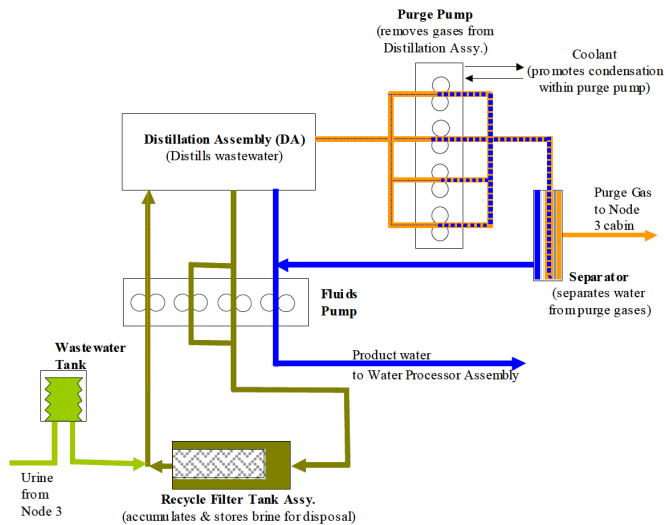 Purge Pump
(removes gases from
Distillation Assy.)
Coolant
(promotes condensation
within purge pump)
Distillation Assembly (DA)
(Distills wastewater)
Purge Gas
to Node
3 cabin
Separator
(separates water
from purge gases)
Fluids
Pump
Wastewater
Tank
Product water
to Water Processor Assembly
Urine
from
Node 3
Recycle Filter Tank Assy.
(accumulates & stores brine for disposal)